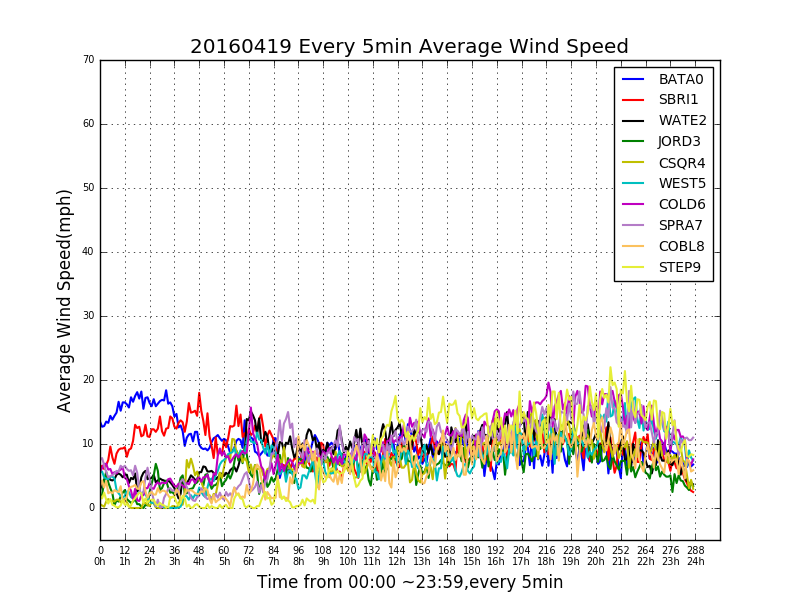 20160419 Every 5min Average Wind Speed
70
60
50
40
30
20
10
0
Average Wind Speed(mph)
BATA0
SBRI1
WATE2
JORD3
CSQR4
WEST5
COLD6
SPRA7
COBL8
STEP9
0 12 24 36 48 60 72 84 96 108 120 132 144 156 168 180 192 204 216 228 240 252 264 276 288
0h 1h 2h 3h 4h 5h 6h 7h 8h 9h 10h 11h 12h 13h 14h 15h 16h 17h 18h 19h 20h 21h 22h 23h 24h
Time from 00:00 ~23:59,every 5min